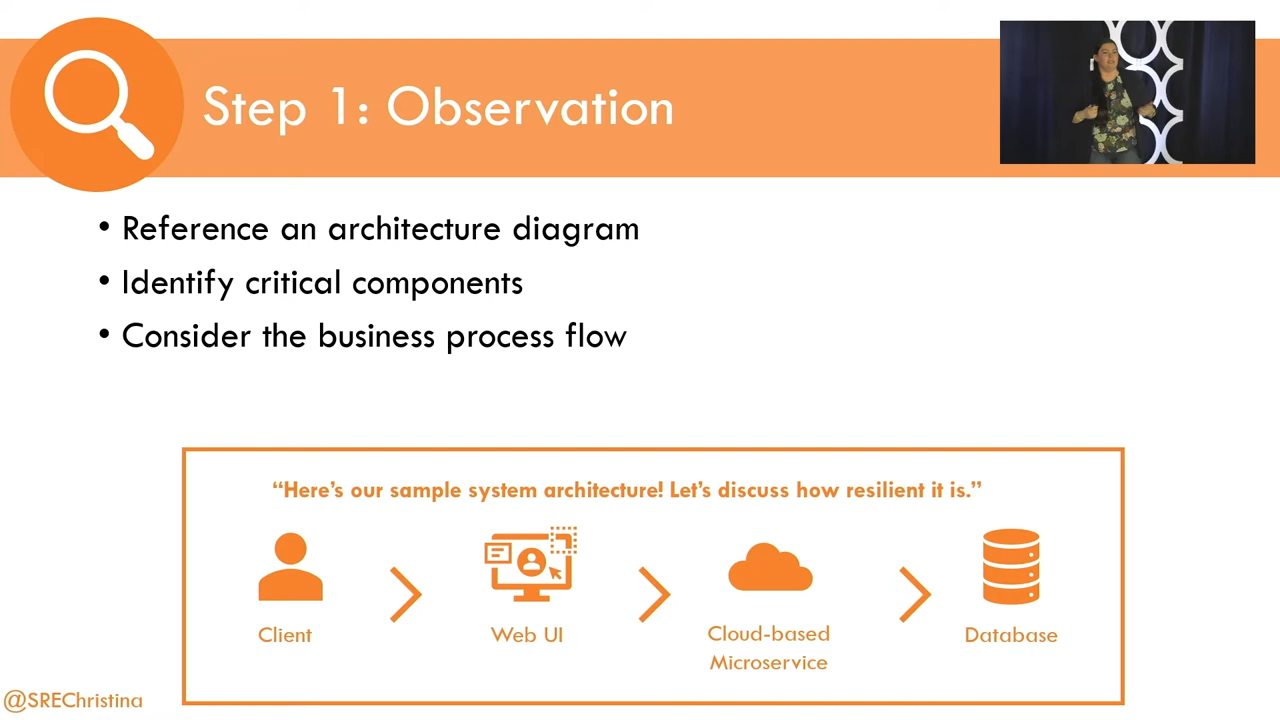 Step 1: Observation
• Reference an architecture diagram
• Identify critical components
• Consider the business process flow
“Here’s our sample system architecture! Let’s discuss how resilient it is.”
Client
Web UI
Cloud-based
Microservice
Database
@SREChristina